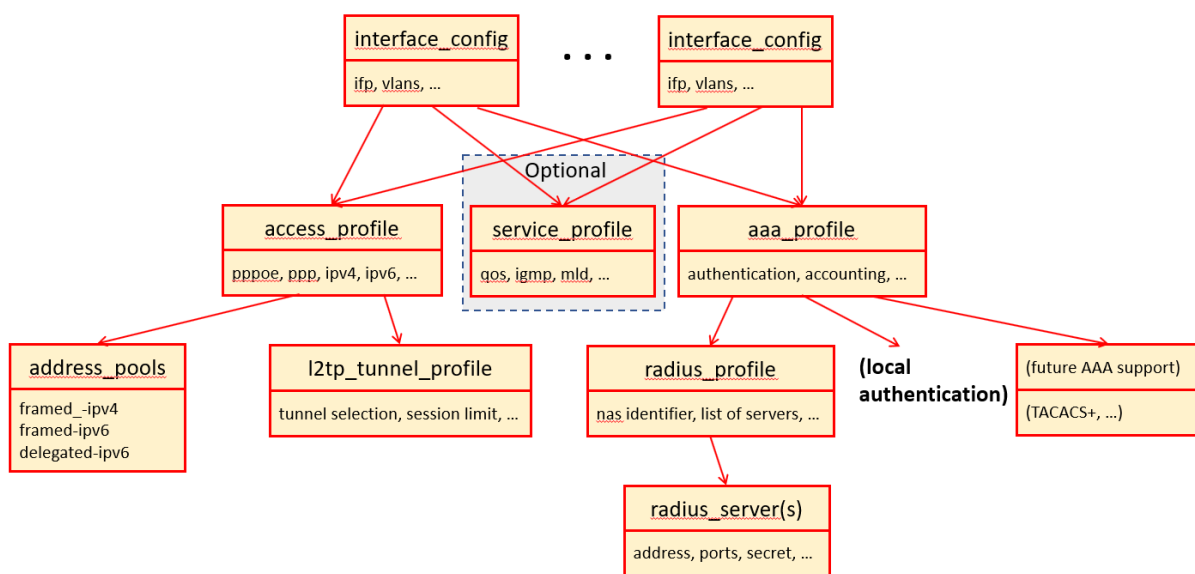 interface_config
ifp, vlans, ...
. . .
interface_config
ifp, vlans, ...
Optional
access_profile
pppoe, ppp, ipv4, ipv6, ...
service_profile
qos, igmp, mld, ...
aaa_profile
authentication, accounting, ...
address_pools
framed_-ipv4
framed-ipv6
delegated-ipv6
l2tp_tunnel_profile
tunnel selection, session limit, ...
radius_profile
nas identifier, list of servers, ...
(local
authentication)
(future AAA support)
(TACACS+, ...)
radius_server(s)
address, ports, secret, ...